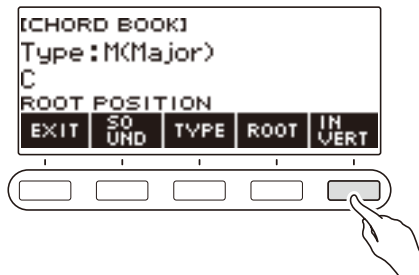 [CHORD BOOK]
Type:M(Major)
C
ROOT POSITION
EXIT SO UND TYPE ROOT IN VERT